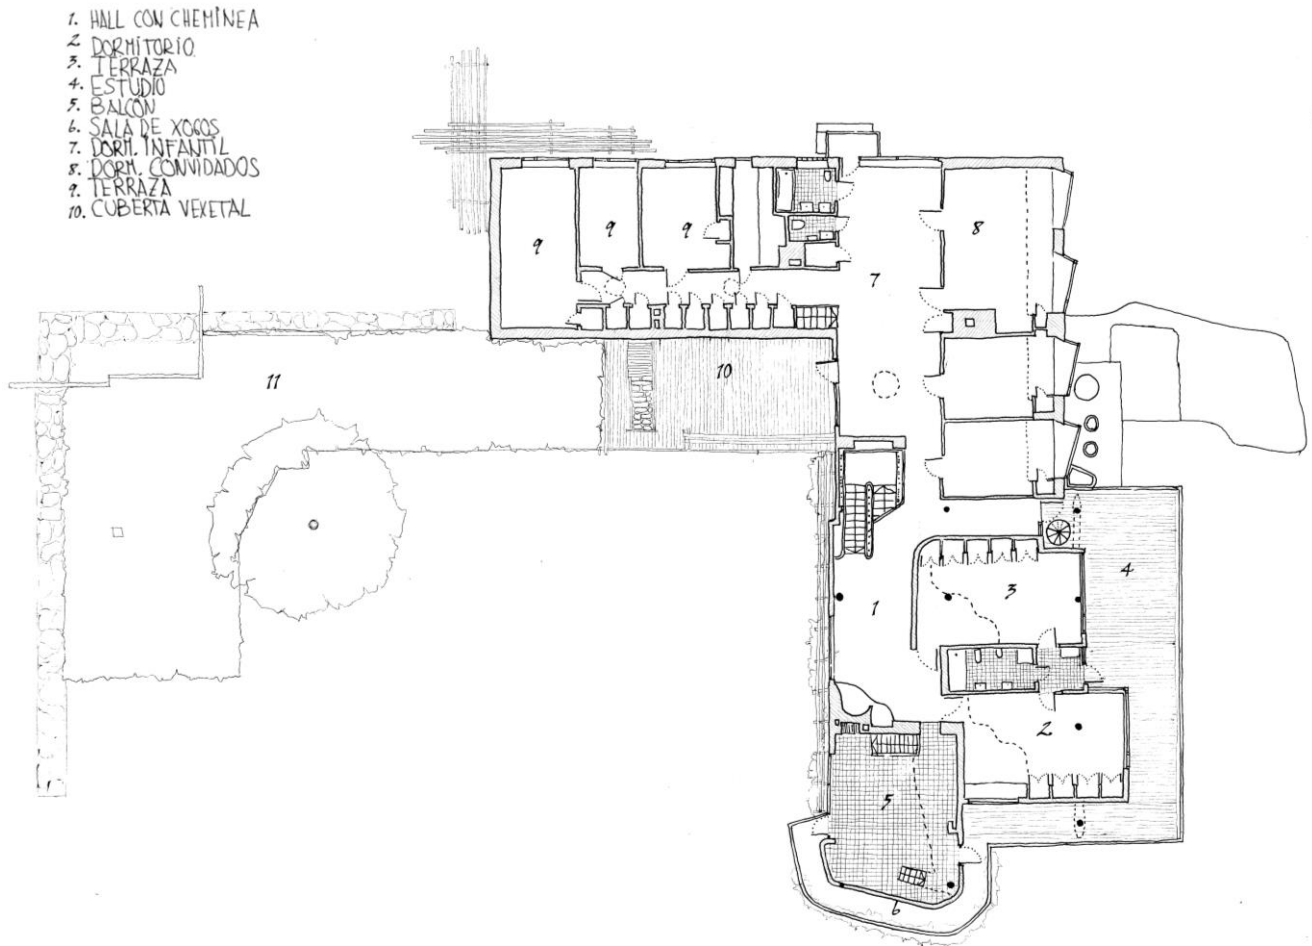 1. HALL CON CHEMINEA
2 DORMITORIO
3. TERRAZA
4. ESTUDIO
5. BALCÓN
6. SALA DE XOGOS
7. DORM. INFANTIL
8. DORM. CONVIDADOS
9. TERRAZA
10. CUBERTA VEXETAL
9
9
9
8
7
10
11
4
3
1
2
5
6